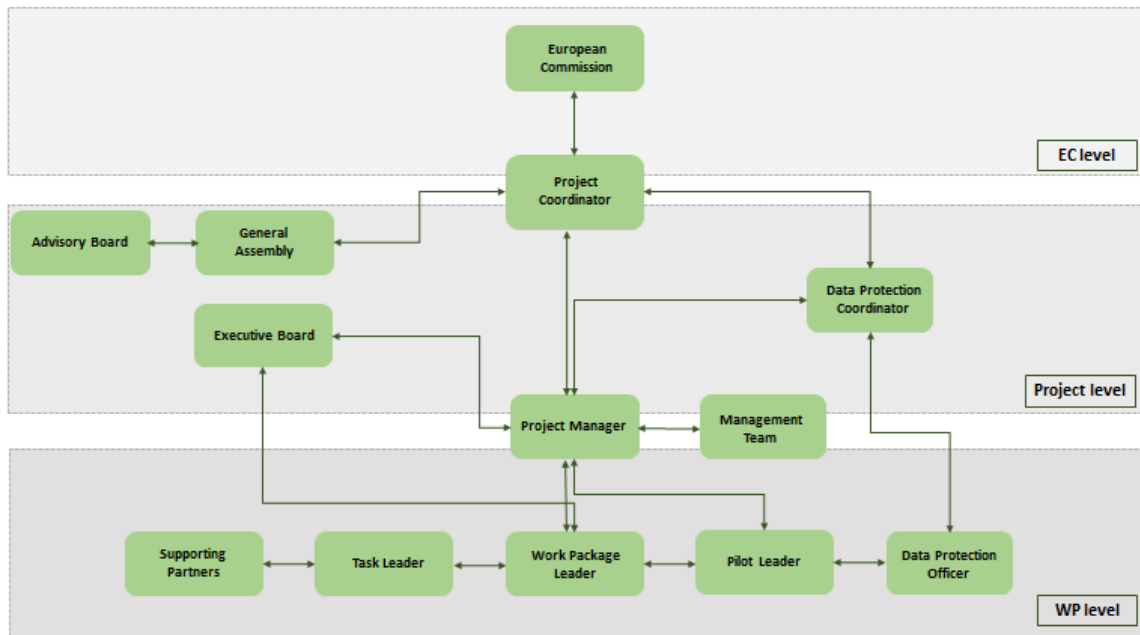 European
Commission
EC level
Project
Coordinator
Advisory Board
General
Assembly
Data Protection
Coordinator
Executive Board
Project level
Project Manager
Management
Team
Supporting
Partners
Task Leader
Work Package
Leader
Pilot Leader
Data Protection
Officer
WP level